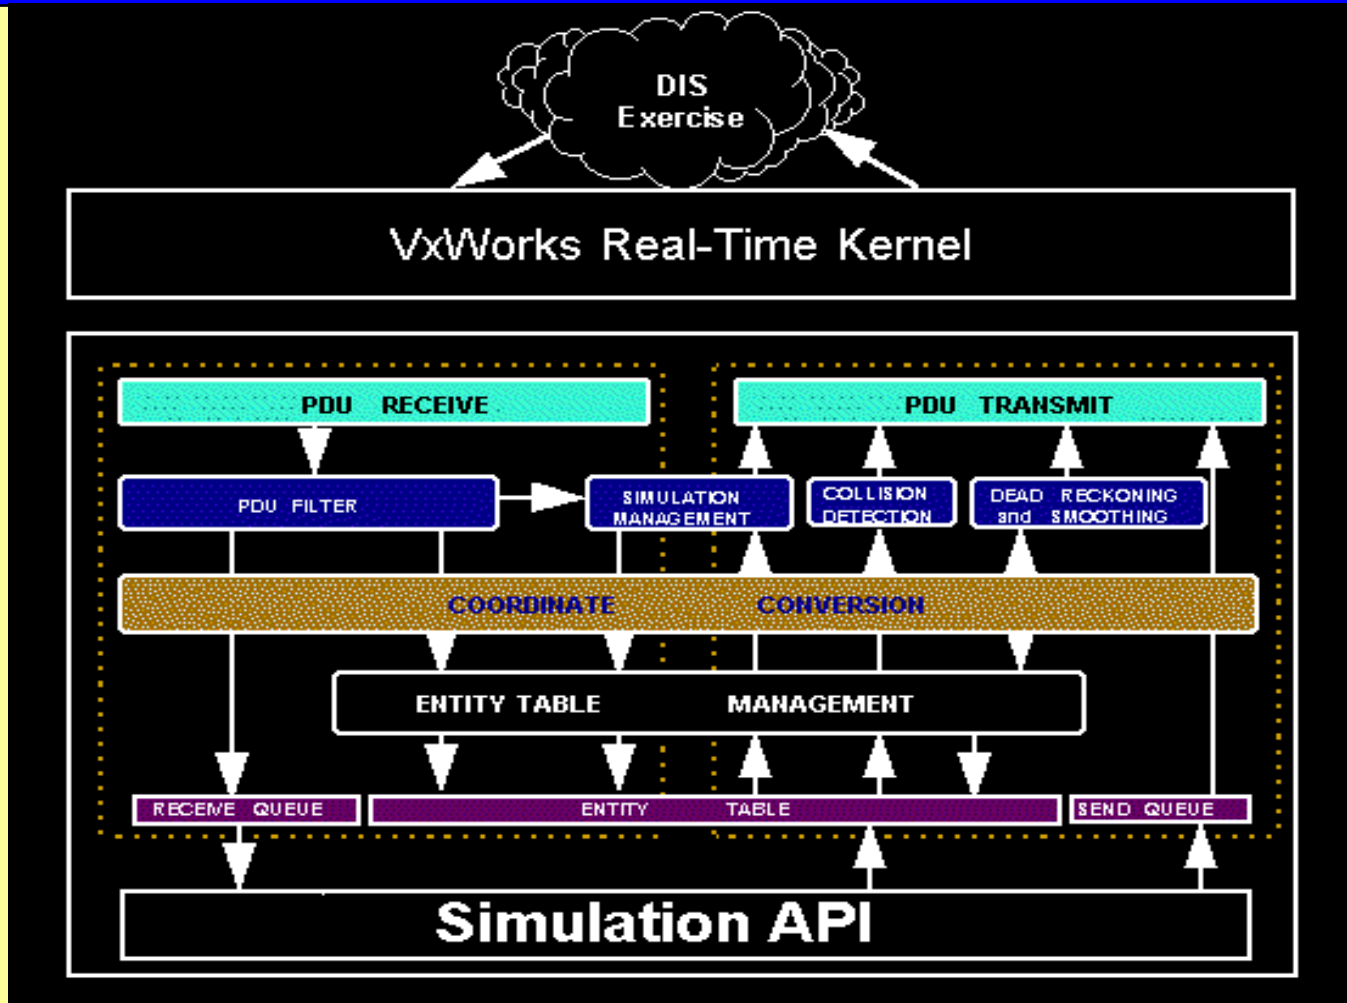 DIS
Exercise
VxWorks Real-Time Kernel
PDU RECEIVE
PDU TRANSMIT
PDU FILTER
SIMULATION
MANAGEMENT
COLLISION
DETECTION
DEAD RECKONING
and SMOOTHING
COORDINATE CONVERSION
ENTITY TABLE MANAGEMENT
RECEIVE QUEUE
ENTITY TABLE
SEND QUEUE
Simulation API